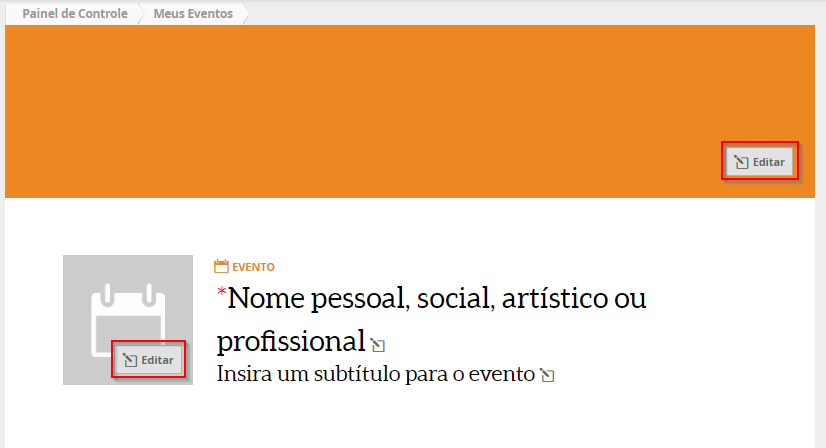 Painel de Controle Meus Eventos
Editar
EVENTO
*Nome pessoal, social, artístico ou
profissional
Editar
Insira um subtítulo para o evento